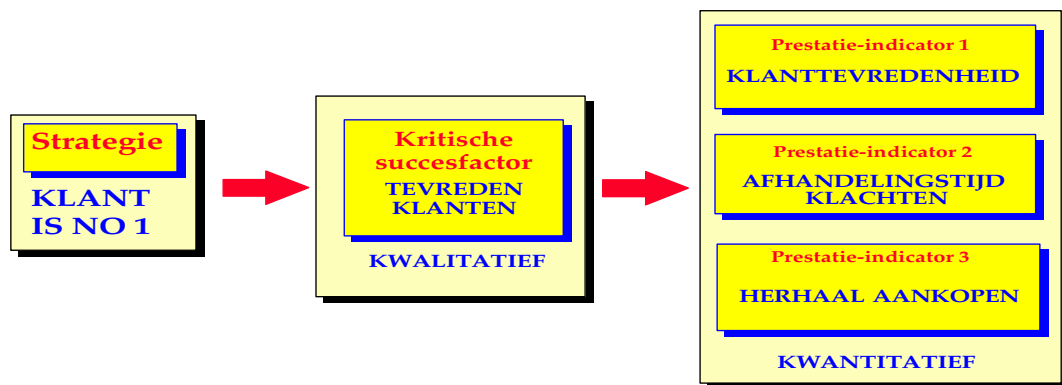 Strategie
KLANT
IS NO 1
Kritische
succesfactor
TEVREDEN
KLANTEN
KWALITATIEF
Prestatie-indicator 1
KLANTTEVREDENHEID
Prestatie-indicator 2
AFHANDELINGSTIJD
KLACHTEN
Prestatie-indicator 3
HERHAAL AANKOPEN
KWANTITATIEF